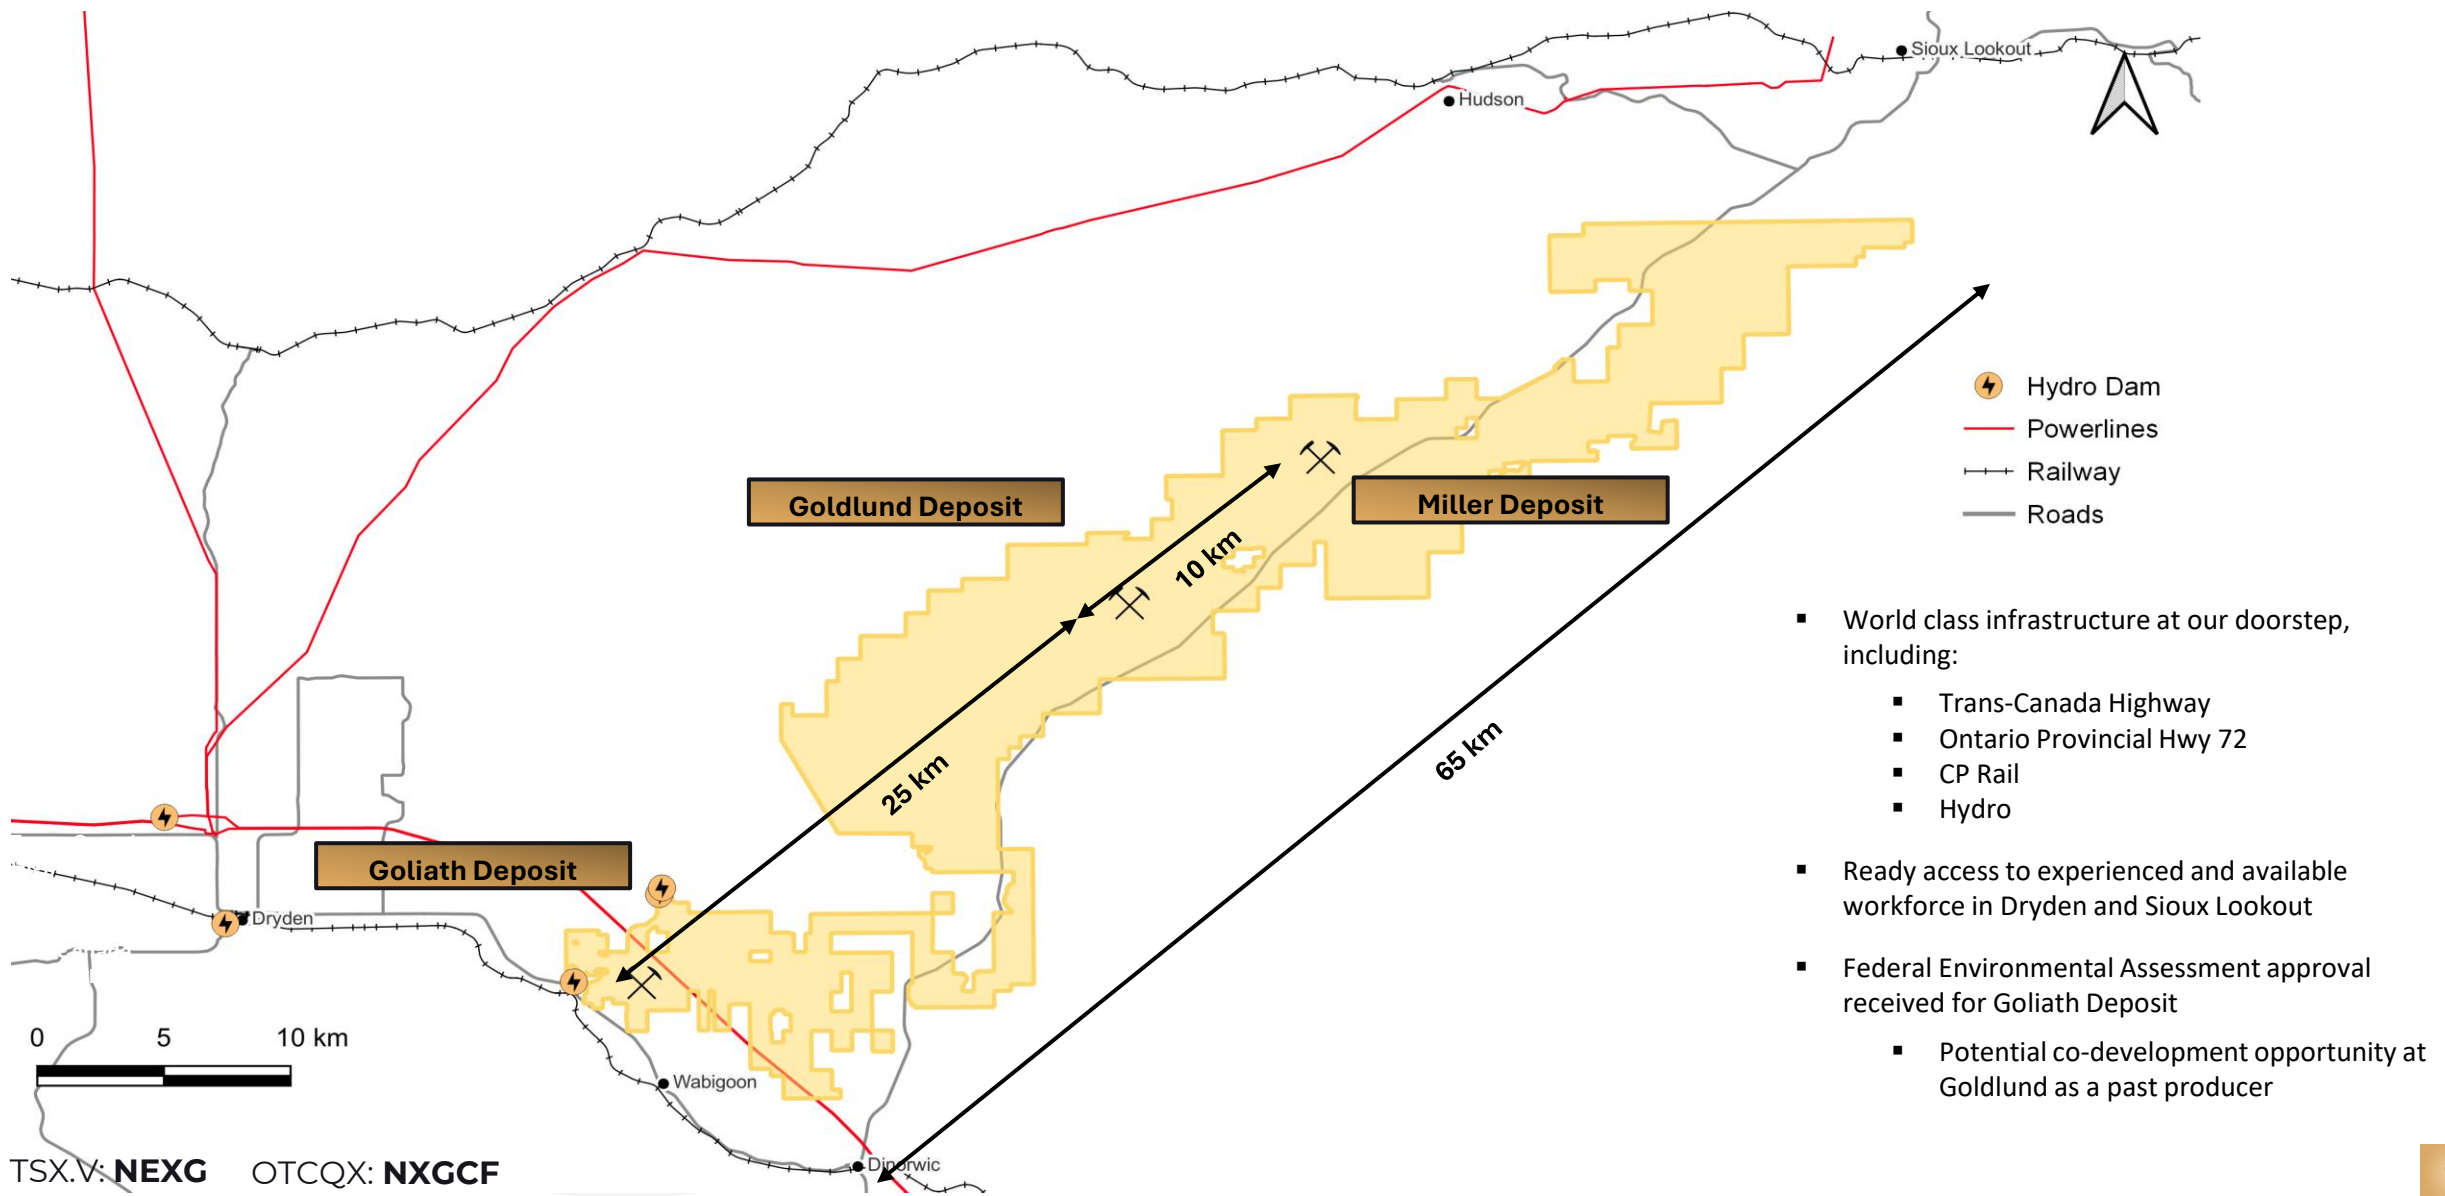 Sioux Lookout
Hudson
Hydro Dam
Powerlines
Railway
Roads
Goldlund Deposit
Miller Deposit
10 km
25 km
65 km
Goliath Deposit
Dryden
Wabigoon
Dinorwic
0 5 10 km
▪ World class infrastructure at our doorstep,
including:
▪ Trans-Canada Highway
▪ Ontario Provincial Hwy 72
▪ CP Rail
▪ Hydro
▪ Ready access to experienced and available
workforce in Dryden and Sioux Lookout
▪ Federal Environmental Assessment approval
received for Goliath Deposit
▪ Potential co-development opportunity at
Goldlund as a past producer
TSX.V: NEXG OTCQX: NXGCF